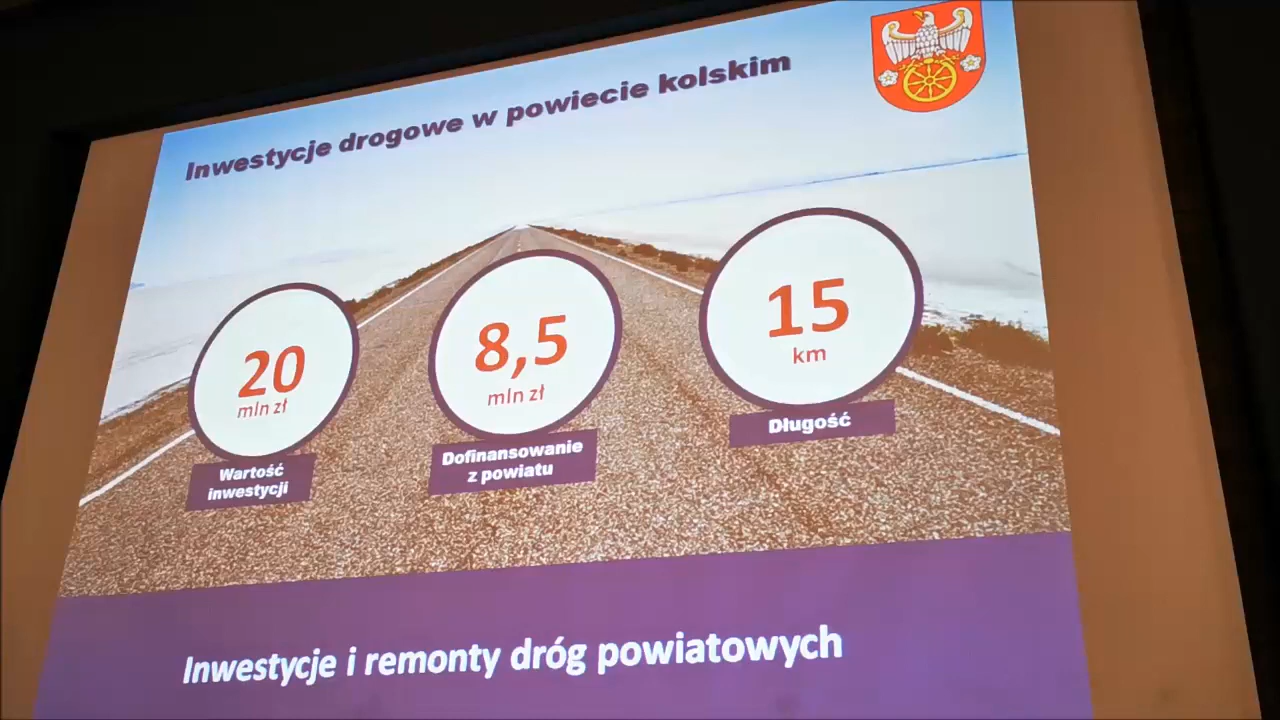 Inwestycje drogowe w powiecie kolskim
20
mln zł
Wartość
inwestycji
8,5
mln zł
Dofinansowanie
z powiatu
15
km
Długość
Inwestycje i remonty dróg powiatowych